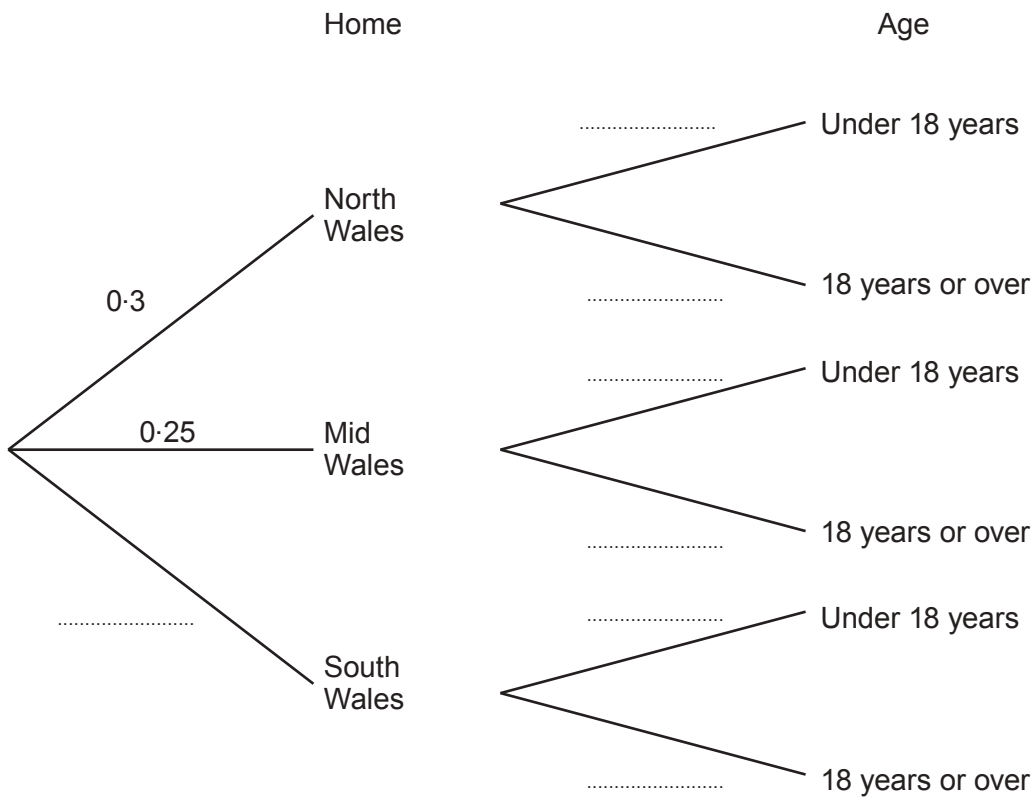 Home
Age
Under 18 years
North
Wales
0·3
18 years or over
Under 18 years
0·25
Mid
Wales
18 years or over
Under 18 years
South
Wales
18 years or over